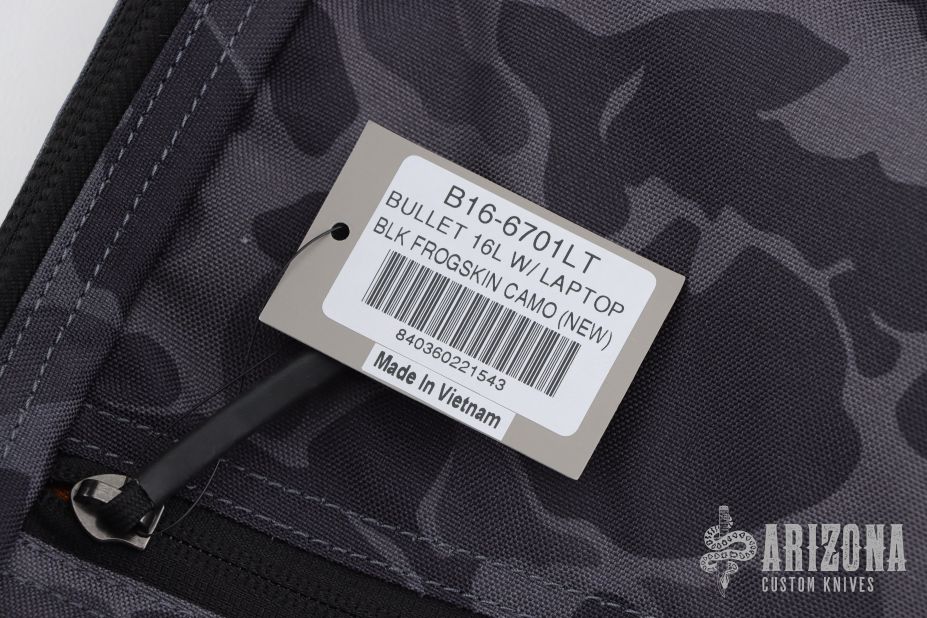 B16-6701LT
BULLET 16L W/ LAPTOP
BLK FROGSKIN CAMO (NEW)
840360221543
Made In Vietnam
ARIZONA
CUSTOM KNIVES